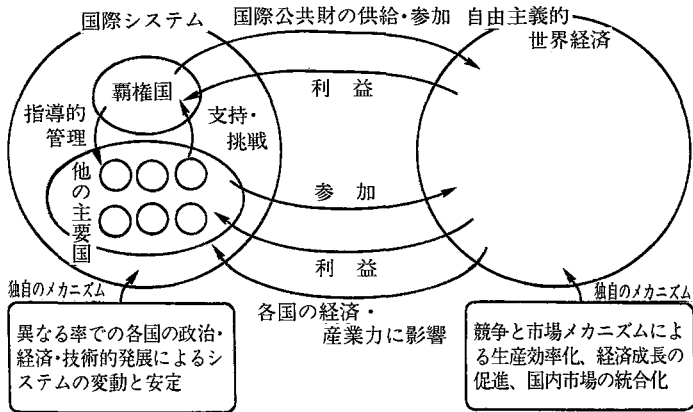 国際システム
国際公共財の供給・参加
自由主義的
世界経済
覇権国
利 益
指導的
管理
支持・
挑戦
他の主要国
参 加
利 益
独自のメカニズム
各国の経済・
産業力に影響
独自のメカニズム
異なる率での各国の政治・
経済・技術的発展によるシ
ステムの変動と安定
競争と市場メカニズムによ
る生産効率化、経済成長の
促進、国内市場の統合化